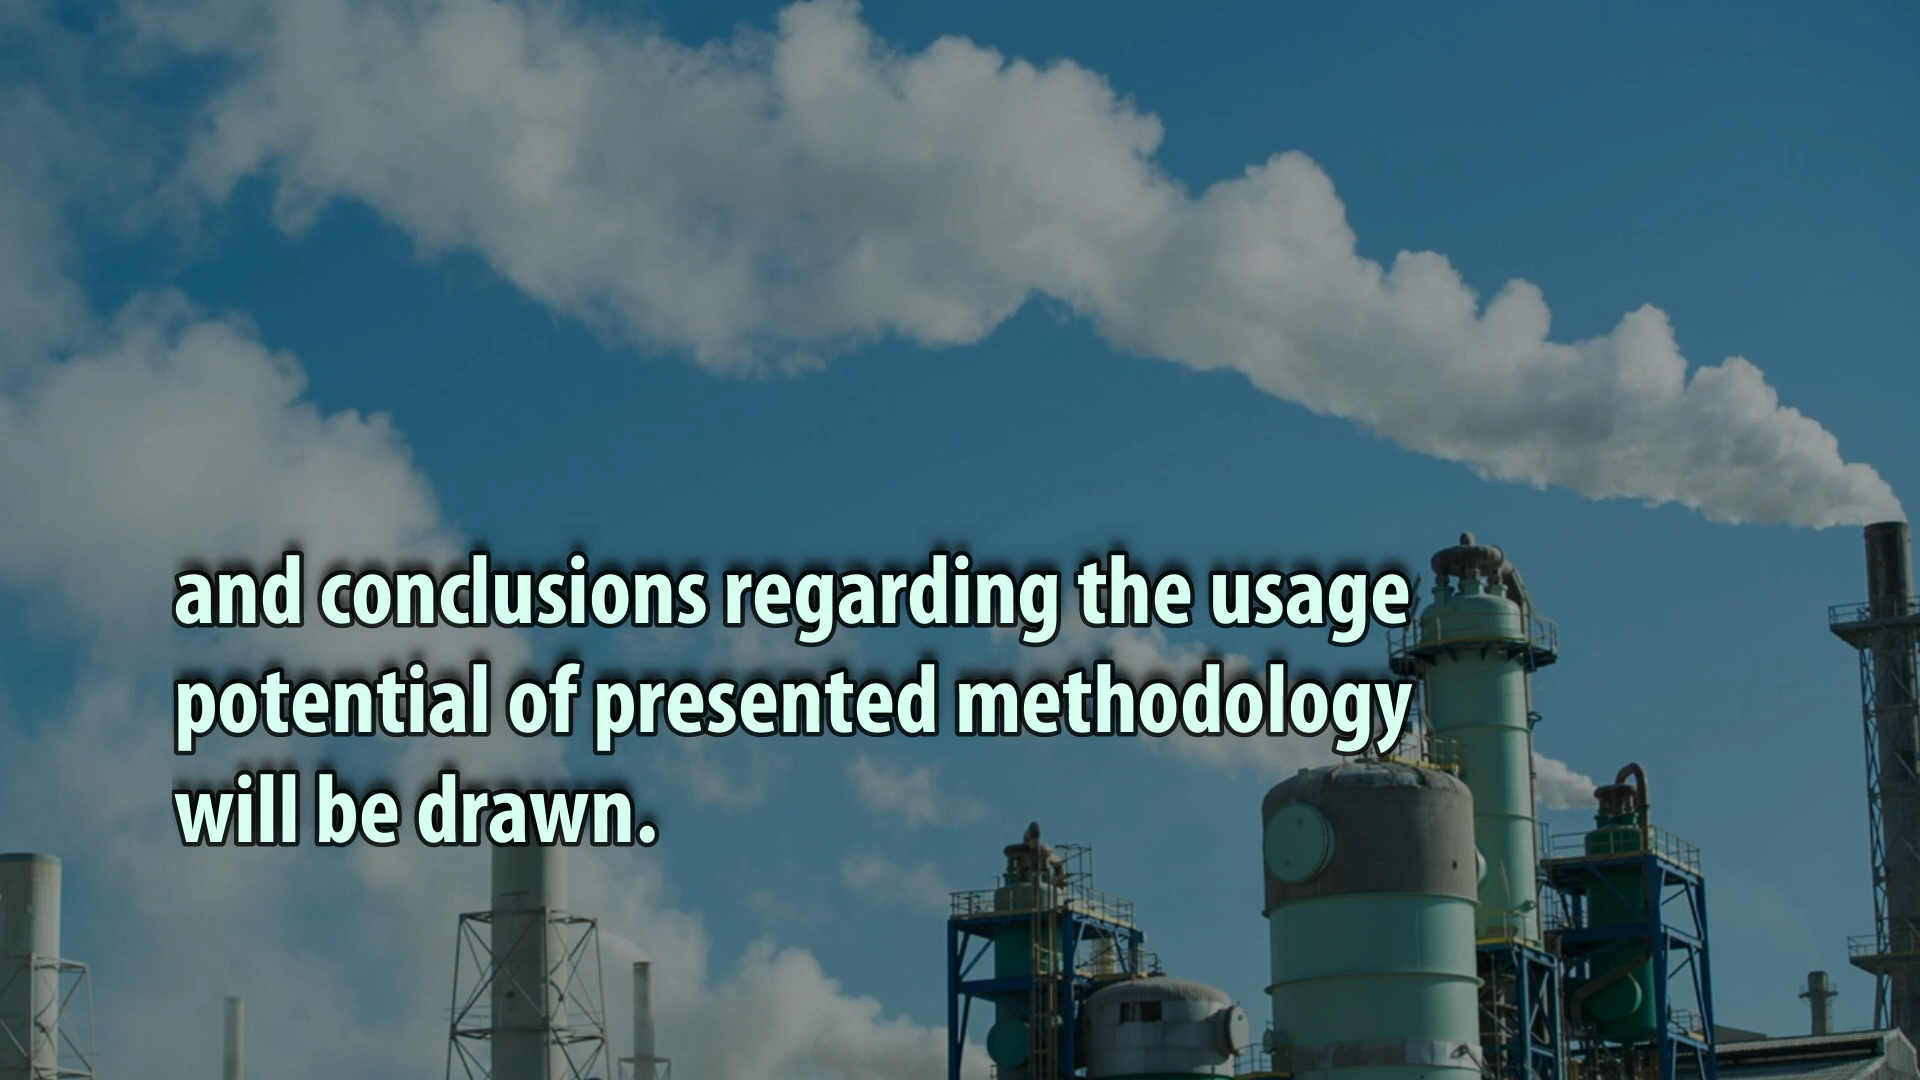 and conclusions regarding the usage
potential of presented methodology
will be drawn.